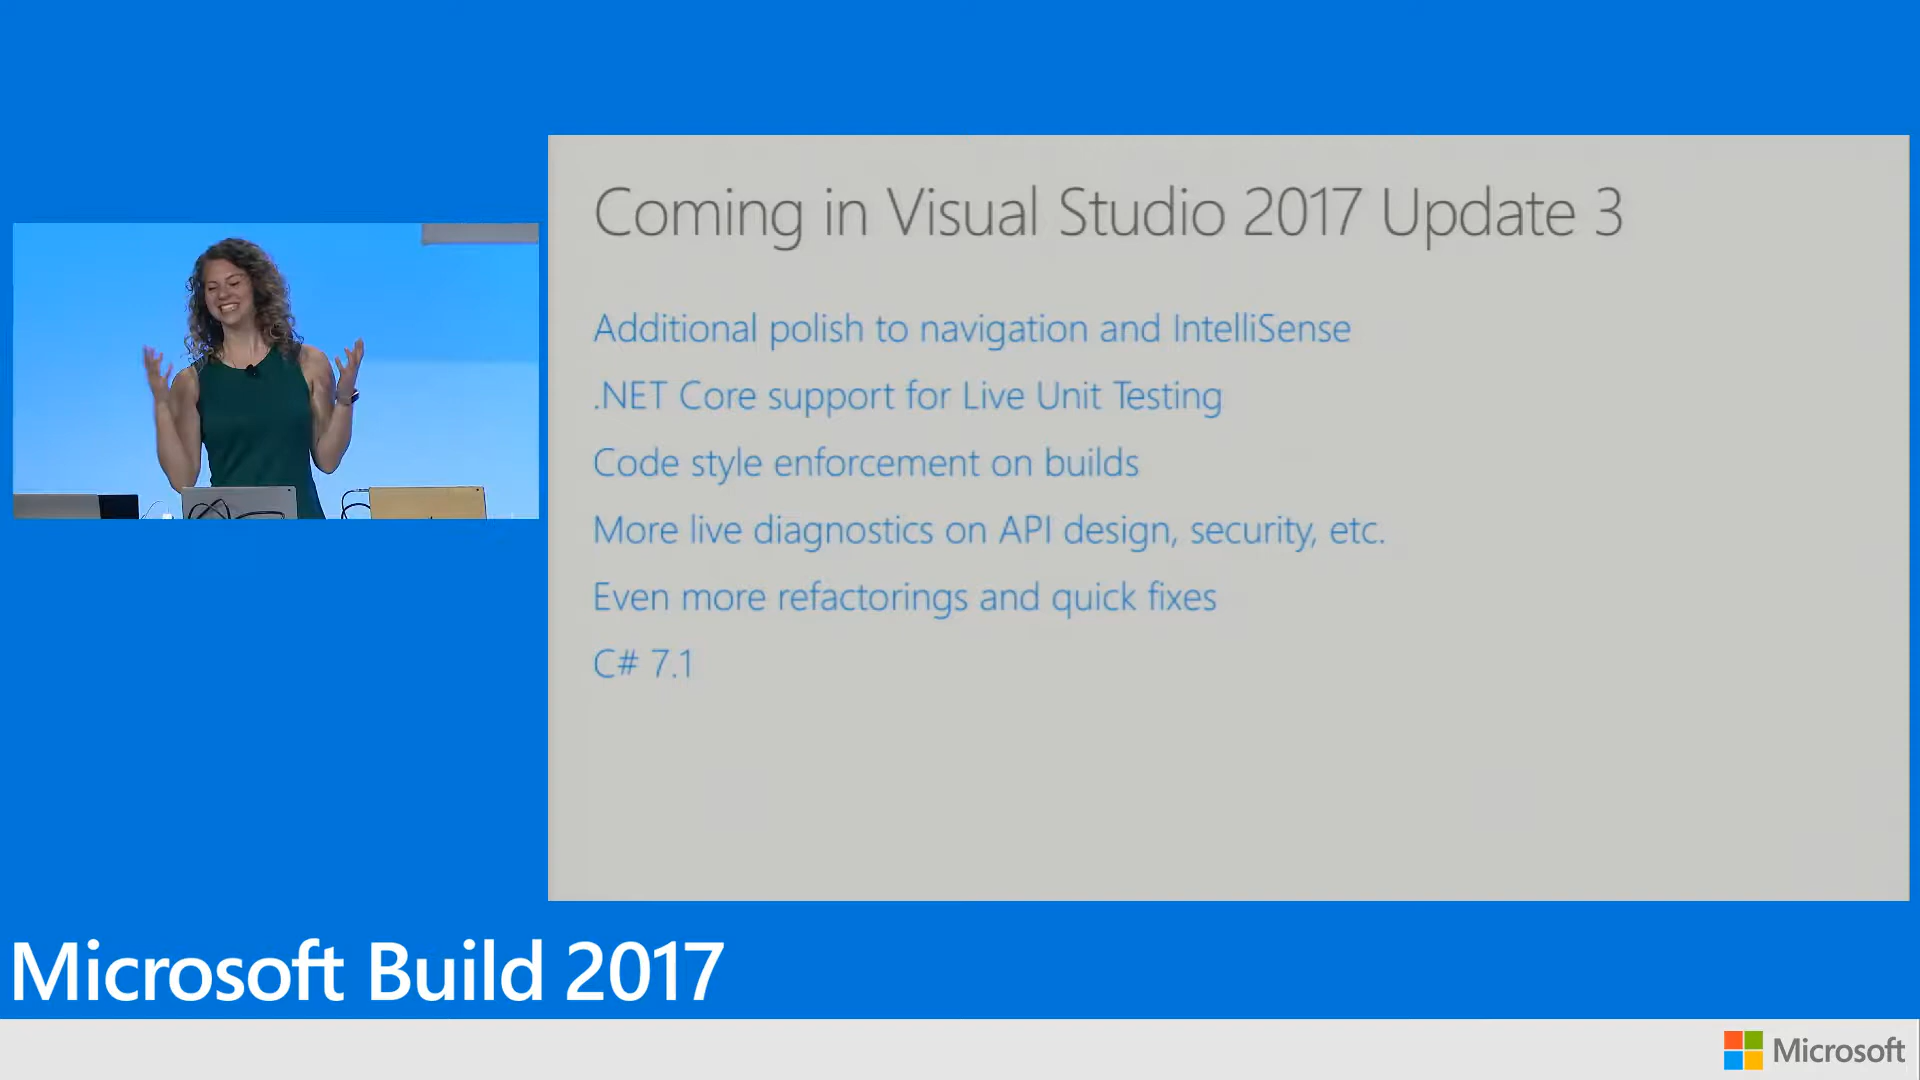 Coming in Visual Studio 2017 Update 3
Additional polish to navigation and IntelliSense
.NET Core support for Live Unit Testing
Code style enforcement on builds
More live diagnostics on API design, security, etc.
Even more refactorings and quick fixes
C# 7.1
Microsoft Build 2017
Microsoft